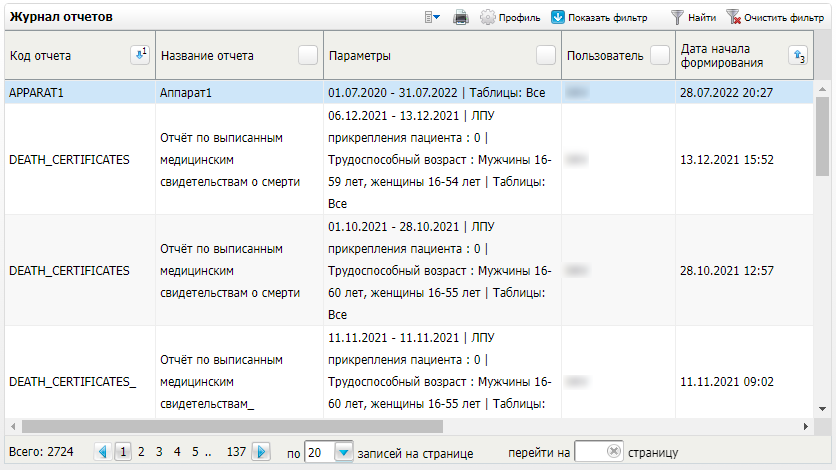 Журнал отчетов Профиль Показать фильтр Найти Очистить фильтр
Код отчета 1 Название отчета Параметры Пользователь Дата начала формирования 3
APPARAT1 Аппарат1 01.07.2020 - 31.07.2022 | Таблицы: Все 28.07.2022 20:27
06.12.2021 - 13.12.2021 | ЛПУ
Отчёт по выписанным прикрепления пациента : 0 |
DEATH_CERTIFICATES медицинским Трудоспособный возраст : Мужчины 16- 13.12.2021 15:52
свидетельствам о смерти 59 лет, женщины 16-54 лет | Таблицы:
Все
01.10.2021 - 28.10.2021 | ЛПУ
Отчёт по выписанным прикрепления пациента : 0 |
DEATH_CERTIFICATES медицинским Трудоспособный возраст : Мужчины 16- 28.10.2021 12:57
свидетельствам о смерти 60 лет, женщины 16-55 лет | Таблицы:
Все
11.11.2021 - 11.11.2021 | ЛПУ
Отчёт по выписанным прикрепления пациента : 0 |
DEATH_CERTIFICATES_ медицинским Трудоспособный возраст : Мужчины 16- 11.11.2021 09:02
свидетельствам_ 60 лет, женщины 16-55 лет | Таблицы:
Всего: 2724 1 2 3 4 5 .. 137 по 20 записей на странице перейти на страницу